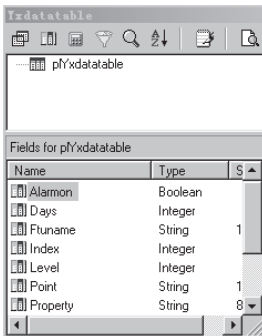 Yxdatatable
plYxdatatable
Fields for plYxdatatable
Name Type S
Alarmon Boolean
Days Integer
Ftuname String 1
Index Integer
Level Integer
Point String 1
Property String 8